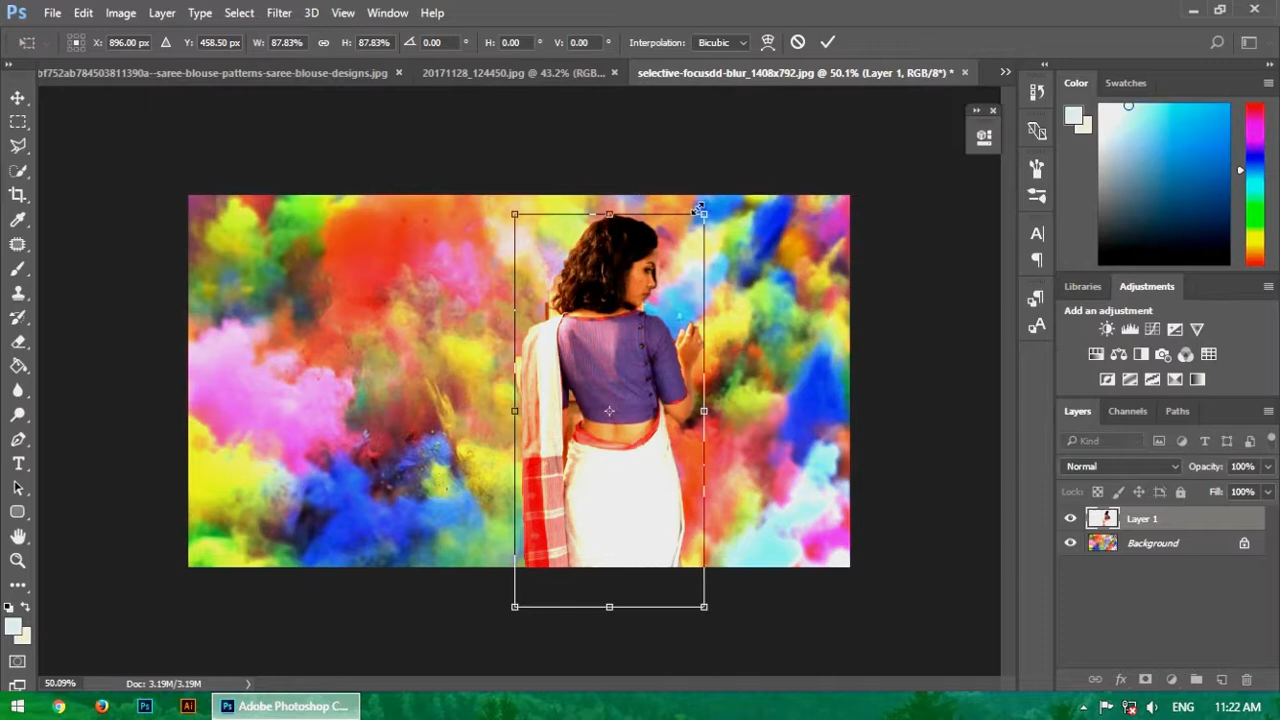 Ps File Edit Image Layer Type Select Filter 3D View Window Help
X: 896.00 px Y: 458.50 px W: 87.83% H: 87.83% 0.00 ° H: 0.00 ° V: 0.00 ° Interpolation: Bicubic
bf752ab784503811390a--saree-blouse-patterns-saree-blouse-designs.jpg × 20171128_124450.jpg @ 43.2% (RGB... × selective-focusdd-blur_1408x792.jpg @ 50.1% (Layer 1, RGB/8*) * ×
Color Swatches
Libraries Adjustments
Add an adjustment
Layers Channels Paths
Kind
Normal Opacity: 100%
Lock: Fill: 100%
Layer 1
Background
50.09% Doc: 3.19M/3.19M
Ps Ai Ps Adobe Photoshop C... ENG 11:22 AM